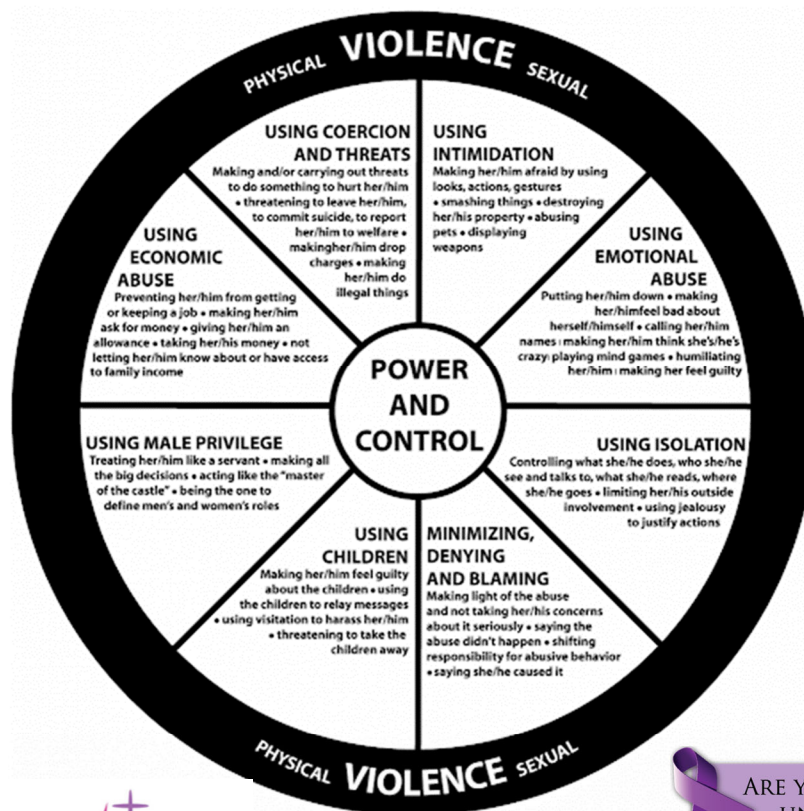 PHYSICAL VIOLENCE SEXUAL
USING COERCION
AND THREATS
Making and/or carrying out threats
to do something to hurt her/him
• threatening to leave her/him,
to commit suicide, to report
her/him to welfare •
makingher/him drop
charges • making
her/him do
illegal things
USING
INTIMIDATION
Making her/him afraid by using
looks, actions, gestures
• smashing things • destroying
her/his property • abusing
pets • displaying
weapons
USING
EMOTIONAL
ABUSE
Putting her/him down • making
her/himfeel bad about
herself/himself • calling her/him
names making her/him think she's/he's
crazy playing mind games • humiliating
her/him making her feel guilty
USING ISOLATION
Controlling what she/he does, who she/he
see and talks to, what she/he reads, where
she/he goes • limiting her/his outside
involvement • using jealousy
to justify actions
MINIMIZING,
DENYING
AND BLAMING
Making light of the abuse
and not taking her/his concerns
about it seriously • saying the
abuse didn't happen • shifting
responsibility for abusive behavior
• saying she/he caused it
USING
CHILDREN
Making her/him feel guilty
about the children • using
the children to relay messages
• using visitation to harass her/him
• threatening to take the
children away
USING MALE PRIVILEGE
Treating her/him like a servant • making all
the big decisions • acting like the "master
of the castle" • being the one to
define men's and women's roles
USING
ECONOMIC
ABUSE
Preventing her/him from getting
or keeping a job • making her/him
ask for money • giving her/him an
allowance • taking her/his money • not
letting her/him know about or have access
to family income
POWER
AND
CONTROL
PHYSICAL VIOLENCE SEXUAL
ARE